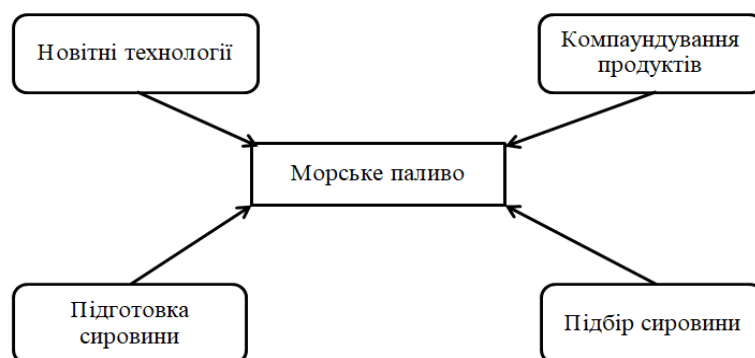 Новітні технології
Компаундування
продуктів
Морське паливо
Підготовка
сировини
Підбір сировини